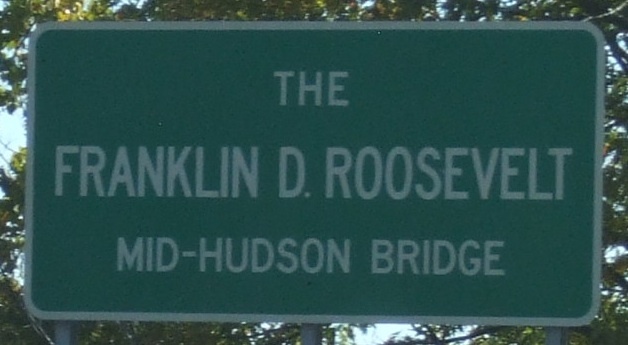 THE
FRANKLIN D. ROOSEVELT
MID-HUDSON BRIDGE